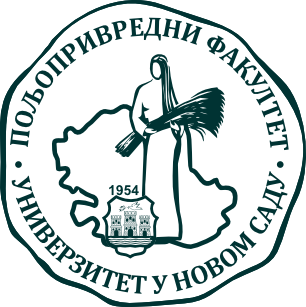 ПОЉОПРИВРЕДНИ ФАКУЛТЕТ
УНИВЕРЗИТЕТ У НОВОМ САДУ
1954